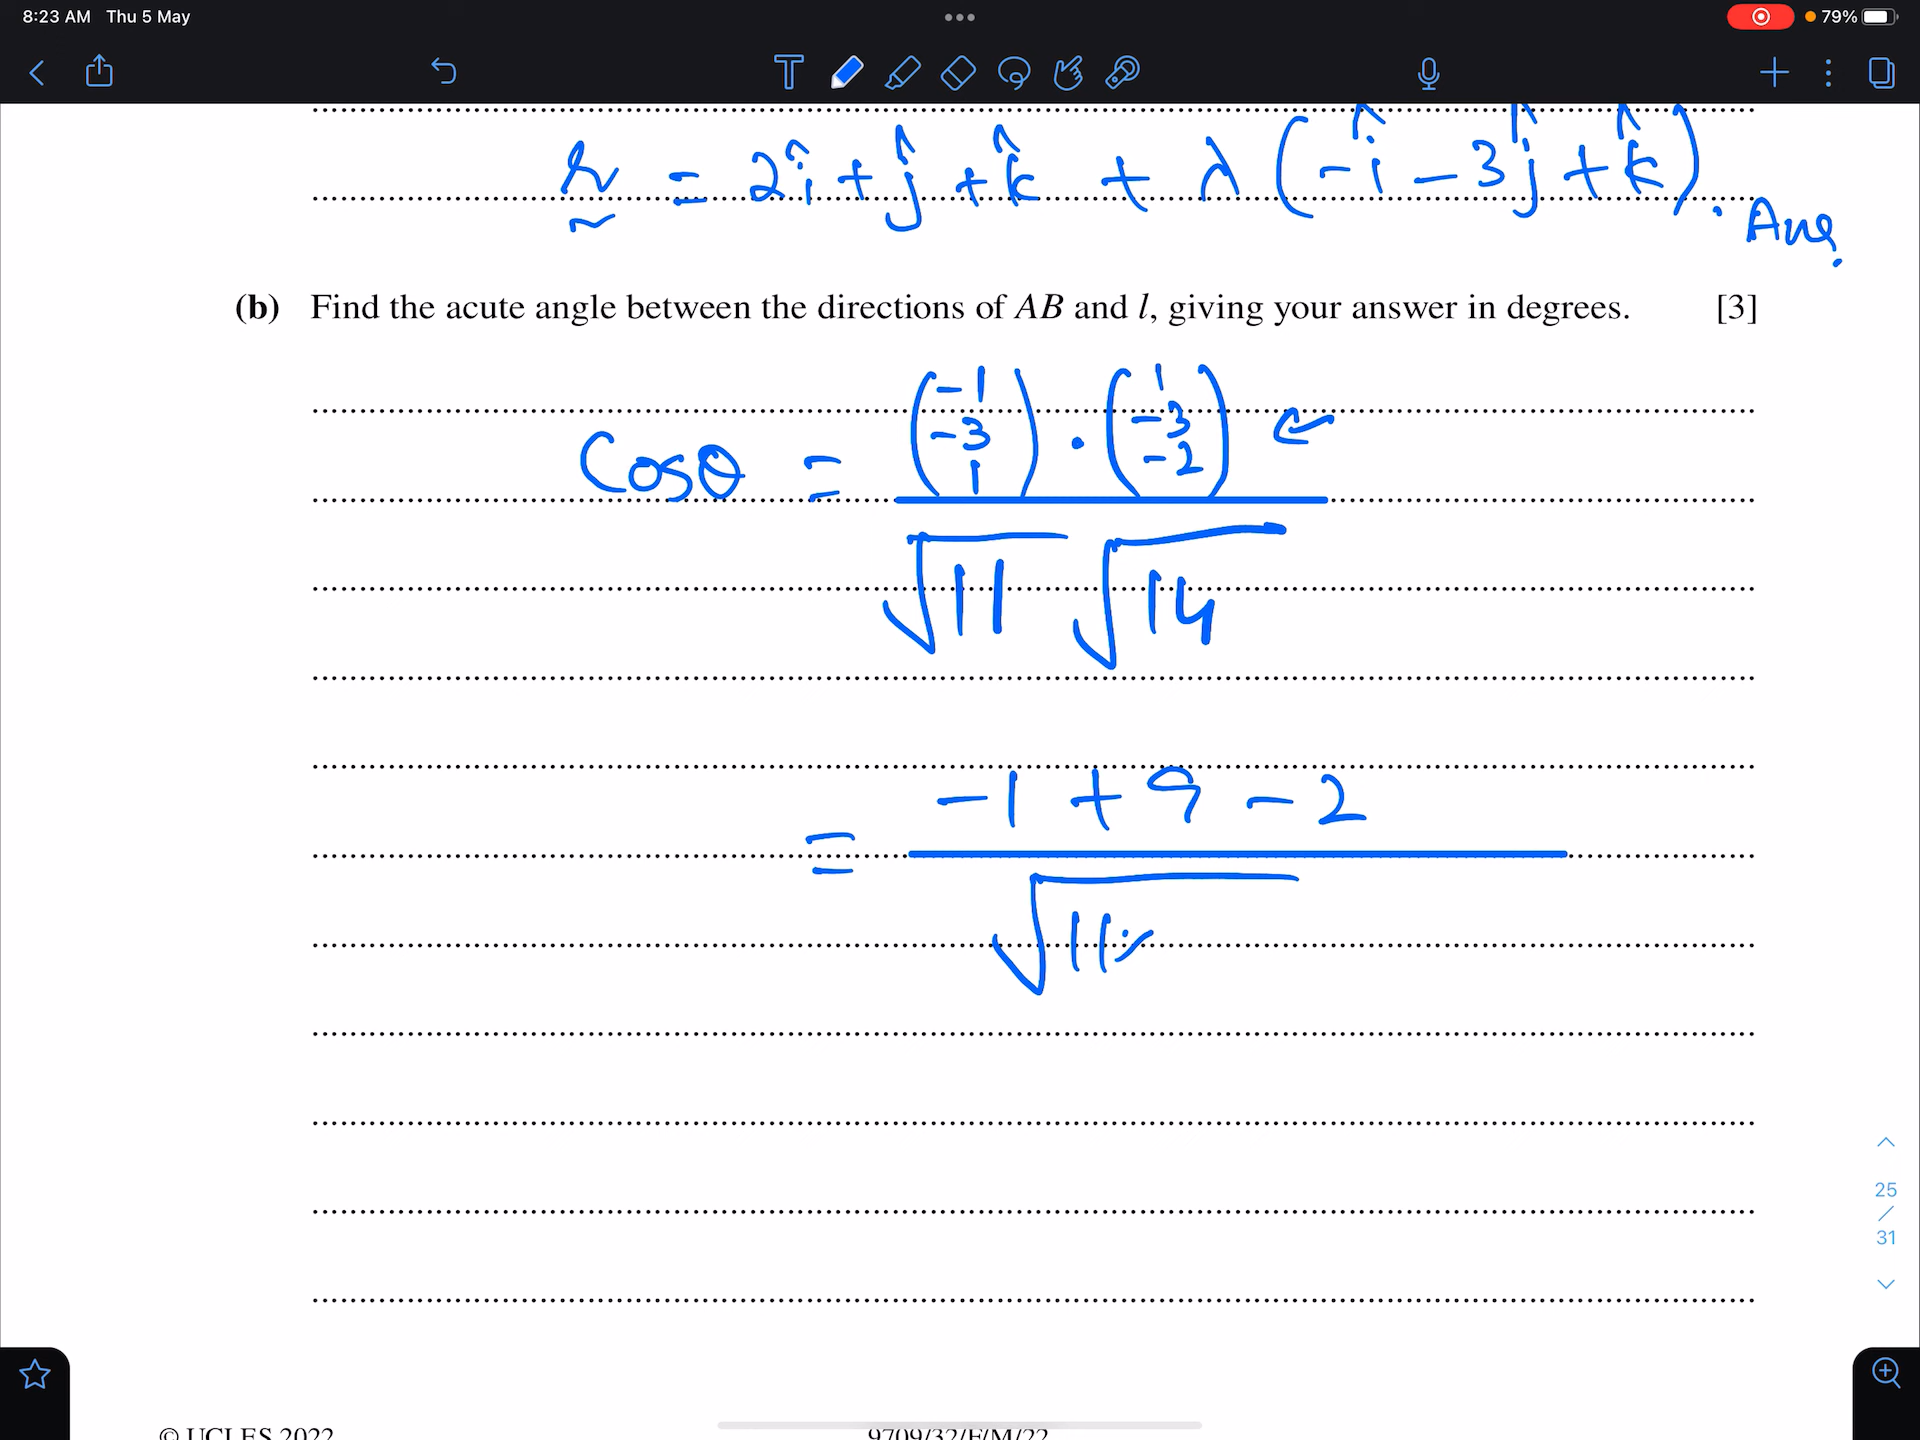 8:23 AM Thu 5 May 79%
r = 2î + ĵ + k̂ + λ (-î - 3ĵ + k̂). Ans.
(b) Find the acute angle between the directions of AB and l, giving your answer in degrees. [3]
Cosθ = (-1 -3 1) · (1 -3 -2)
√11 √14
= -1 + 9 - 2
√11
25
/
31
© UCLES 2022 9709/32/F/M/22